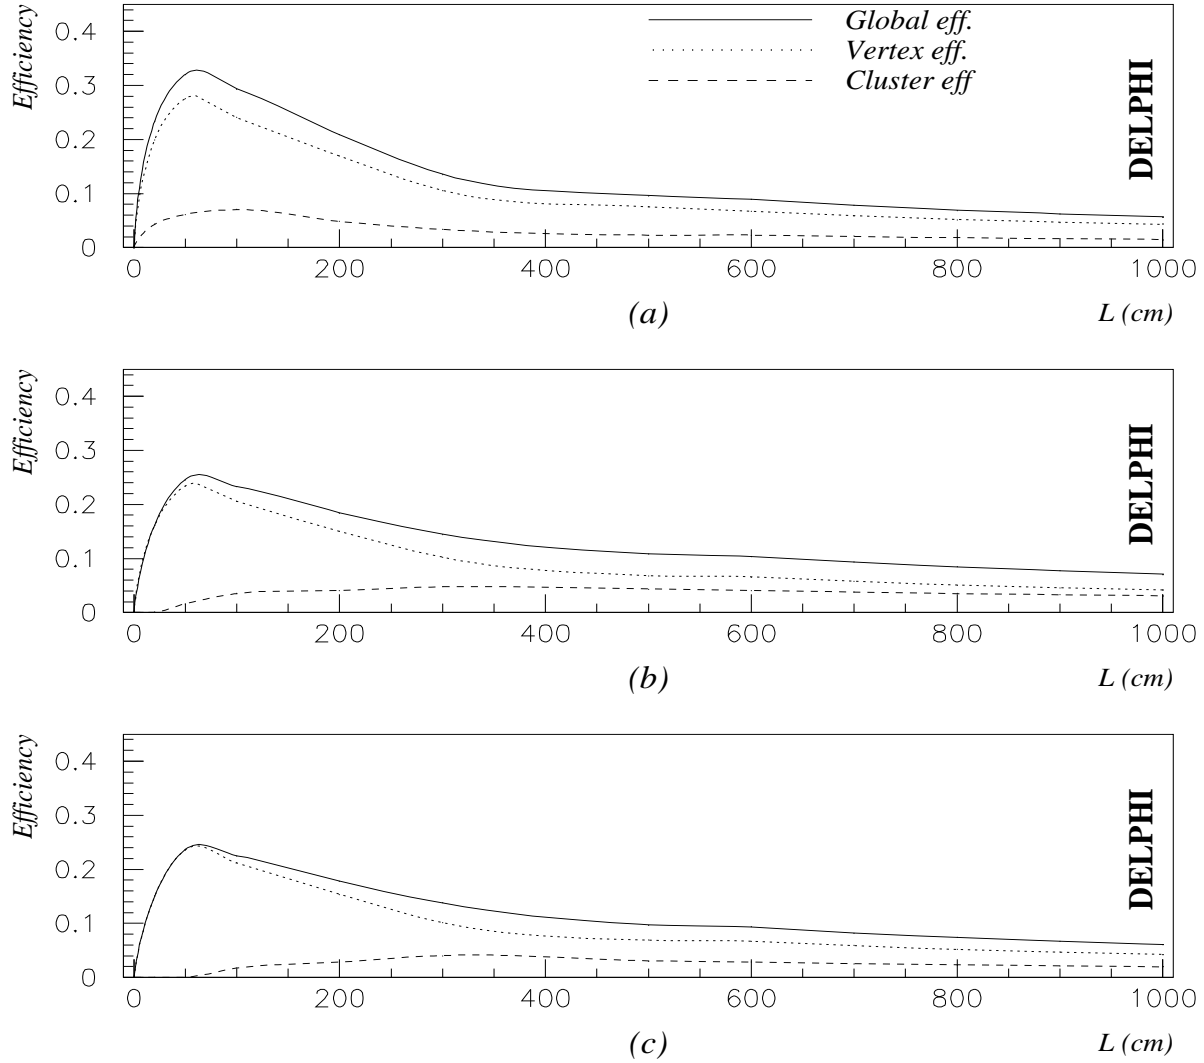 Efficiency
0.4
0.3
0.2
0.1
0
Global eff.
Vertex eff.
Cluster eff
DELPHI
0 200 400 600 800 1000
(a)
L (cm)
Efficiency
0.4
0.3
0.2
0.1
0
DELPHI
0 200 400 600 800 1000
(b)
L (cm)
Efficiency
0.4
0.3
0.2
0.1
0
DELPHI
0 200 400 600 800 1000
(c)
L (cm)